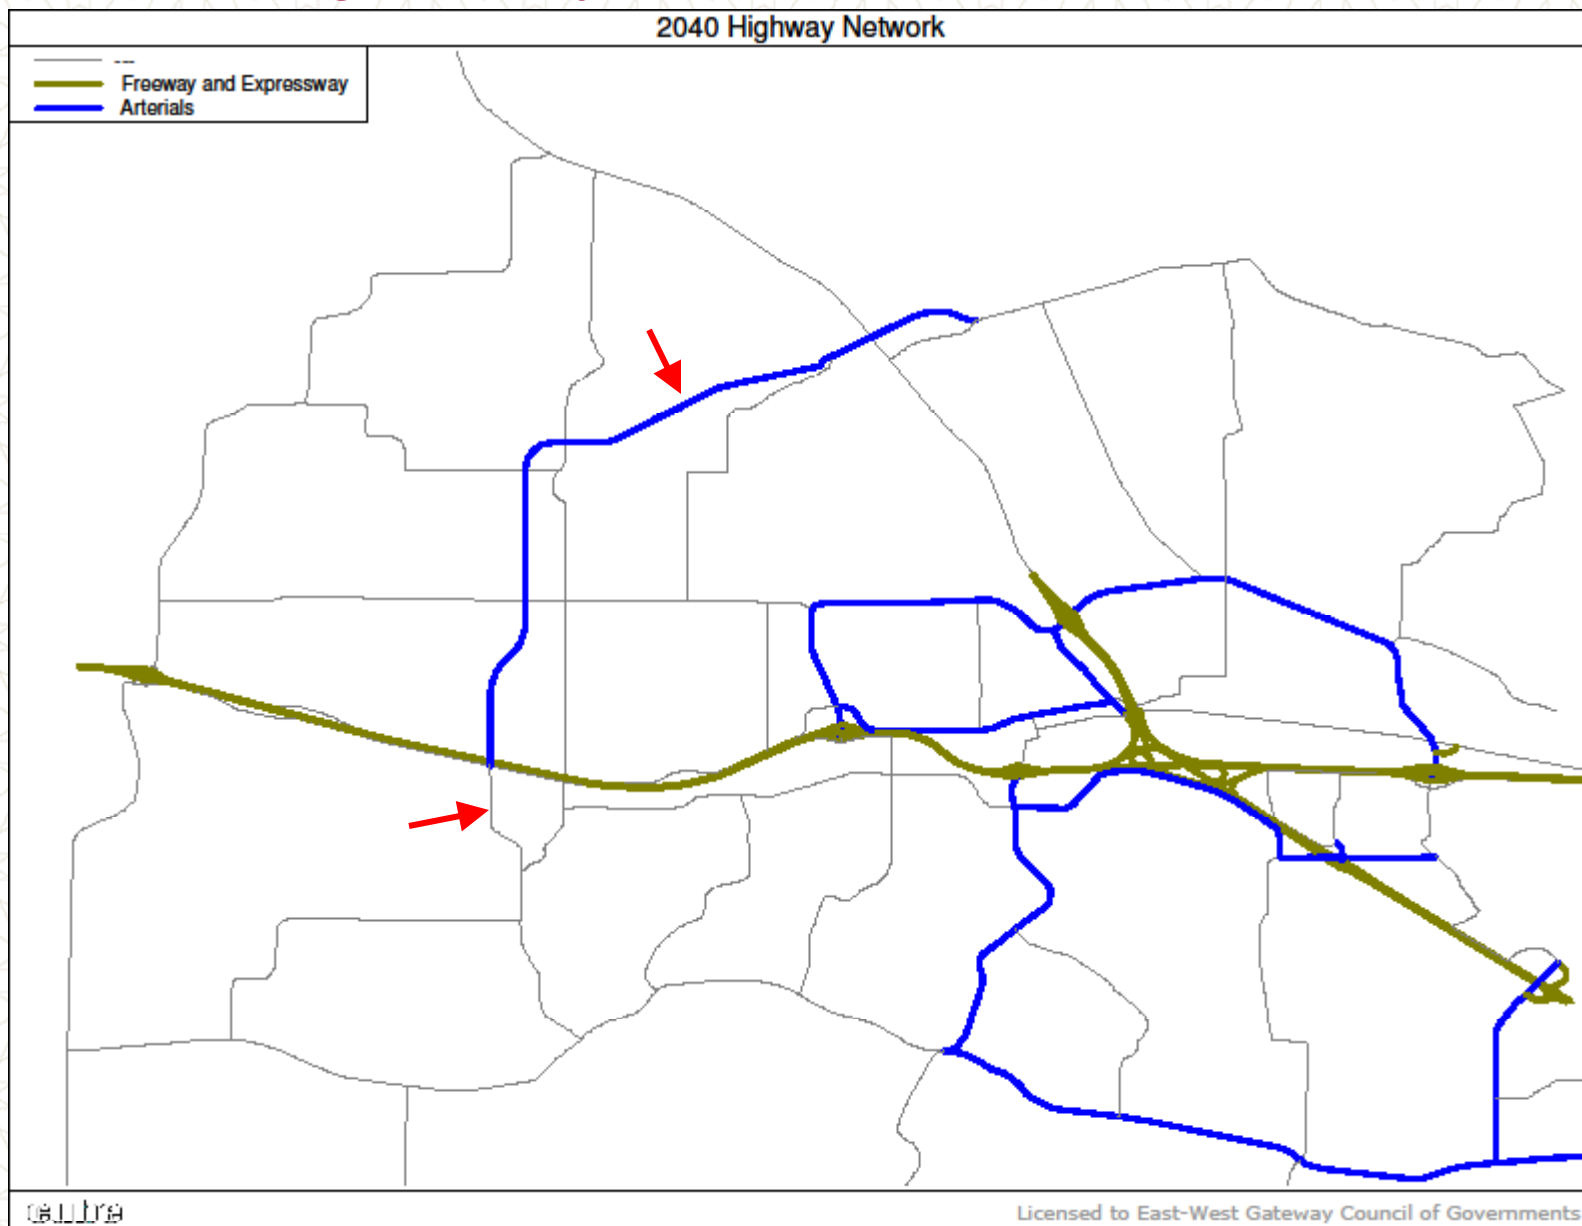 2040 Highway Network
---
Freeway and Expressway
Arterials
Licensed to East-West Gateway Council of Governments